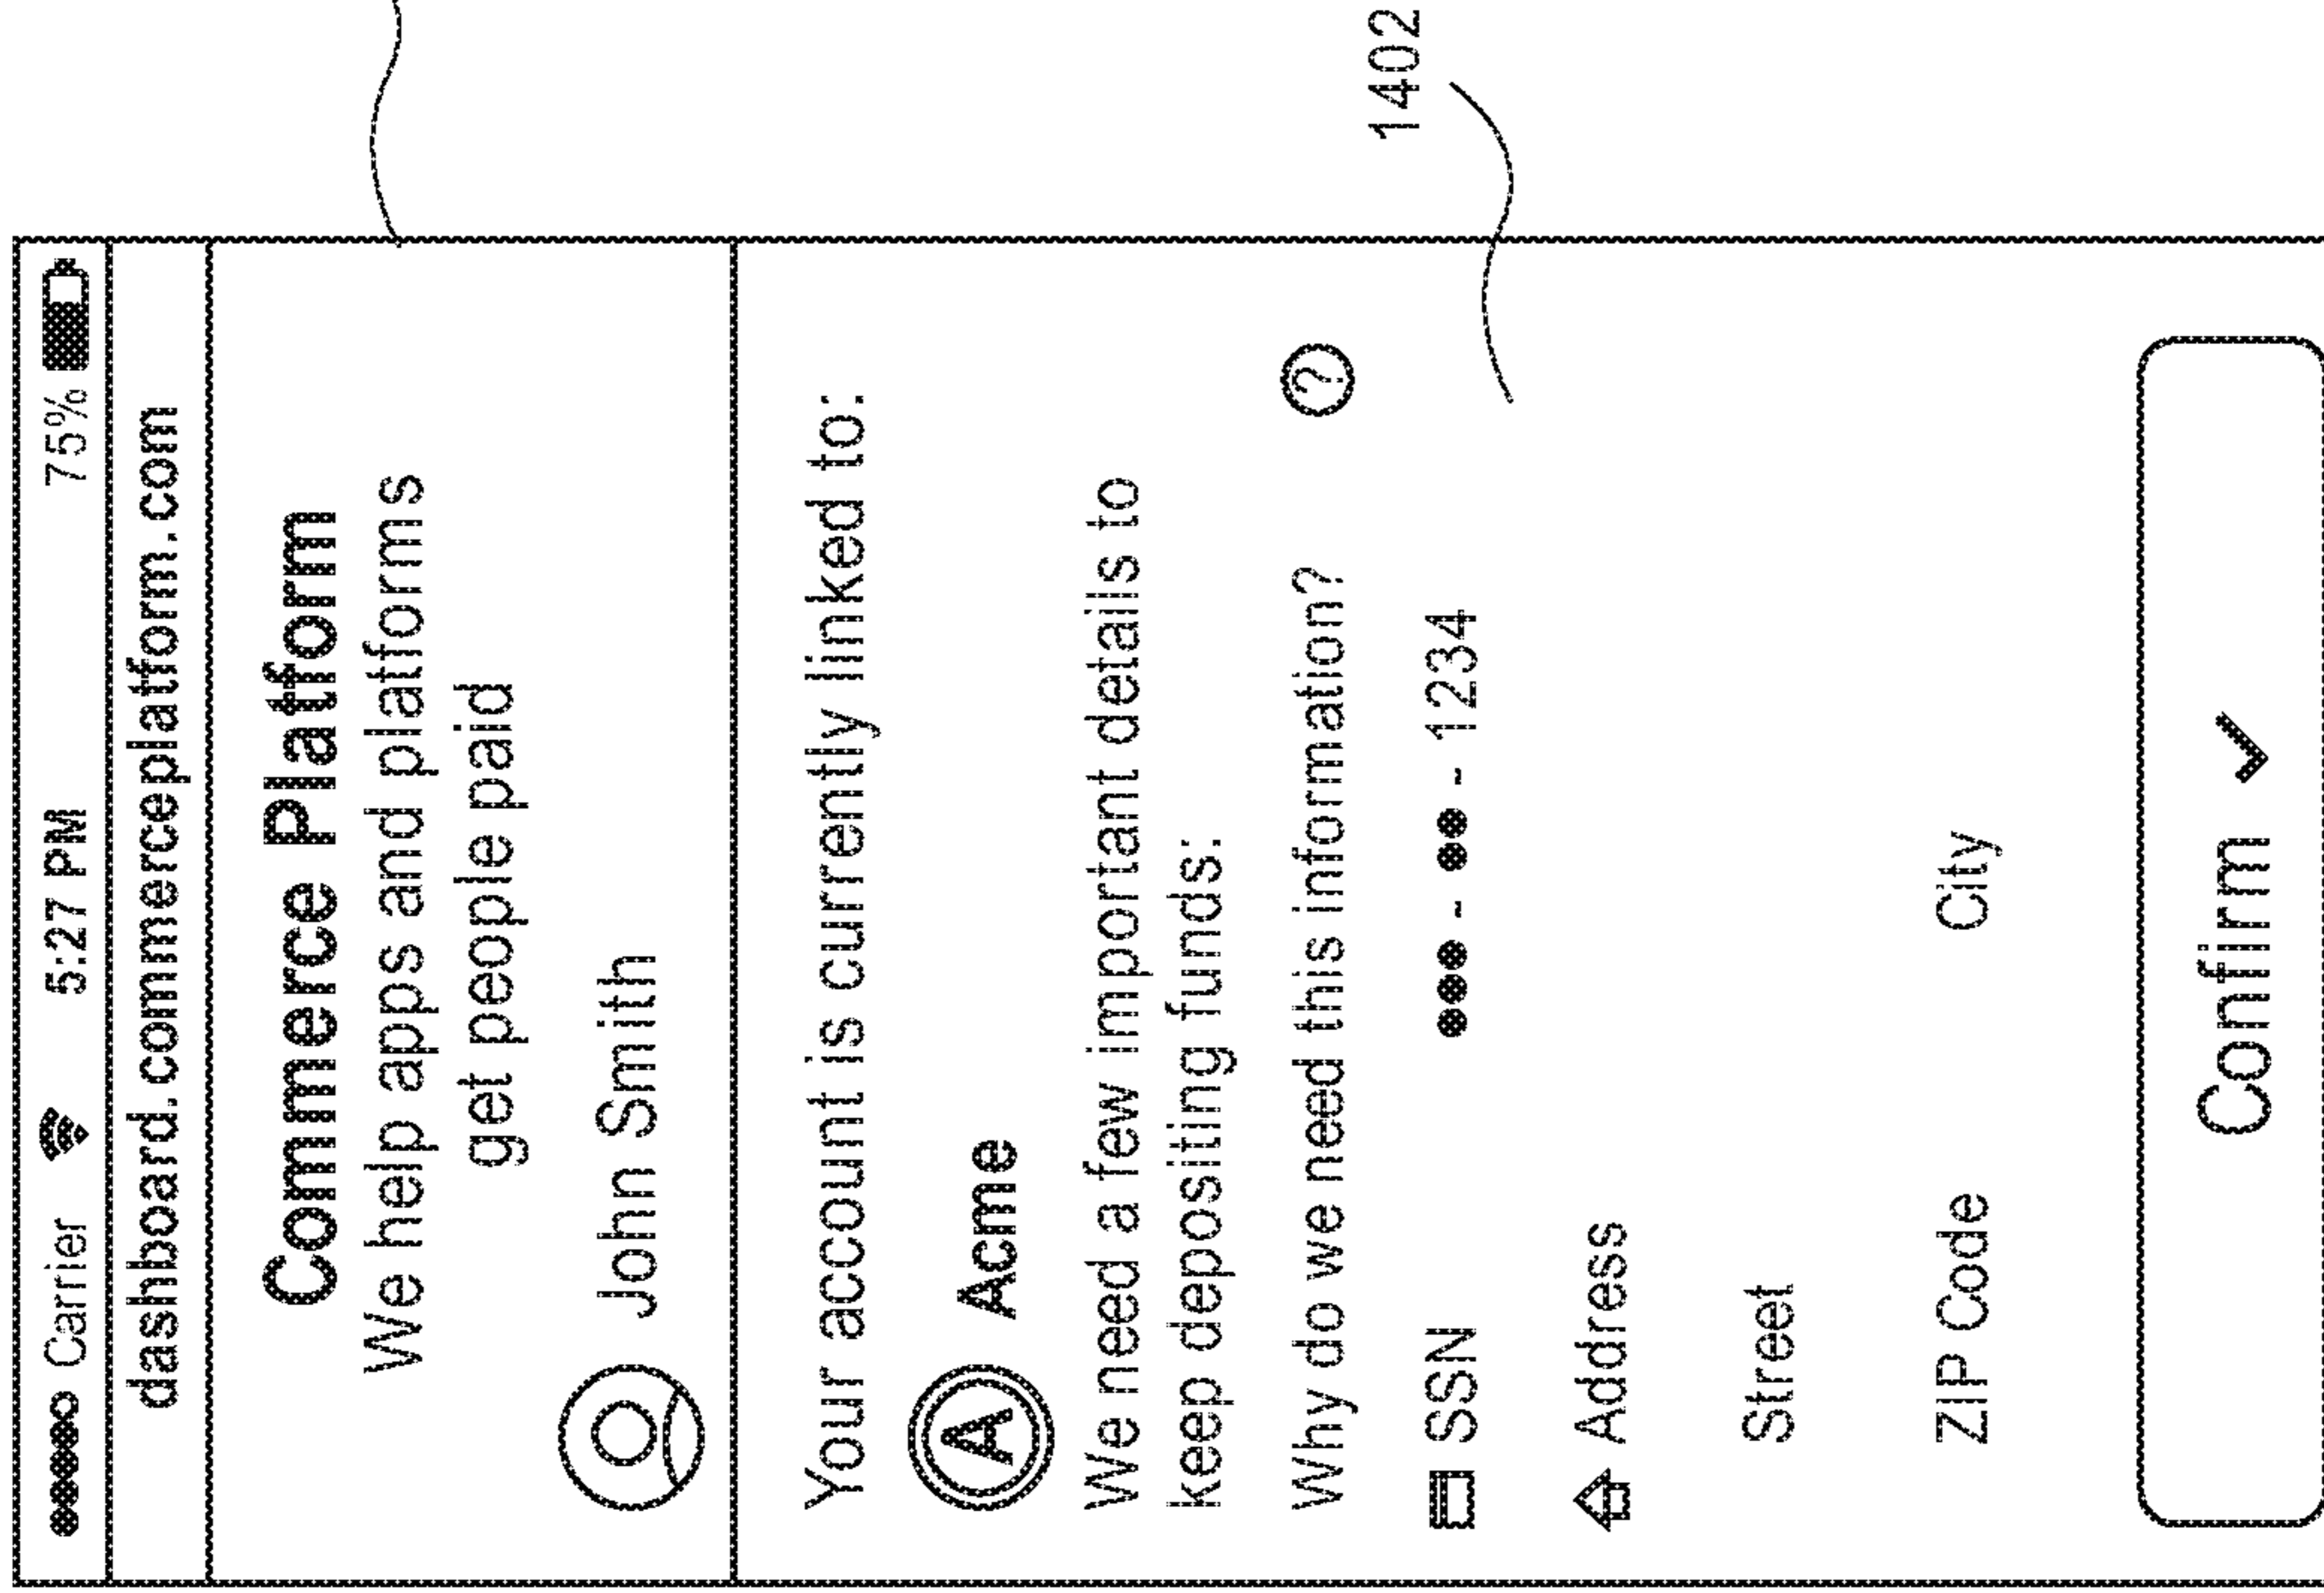 Carrier 5:27 PM 75%
dashboard.commerceplatform.com
Commerce Platform
We help apps and platforms
get people paid
John Smith
Your account is currently linked to:
A Acme
We need a few important details to
keep depositing funds:
Why do we need this information? ?
SSN ●●● - ●● - 1234
1402
Address
Street
ZIP Code City
Confirm ✓